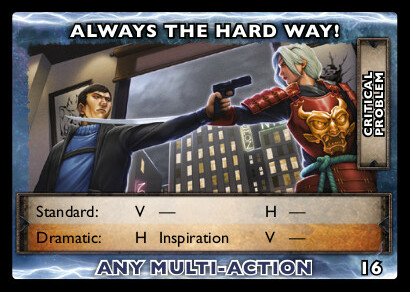 ALWAYS THE HARD WAY!
CRITICAL
PROBLEM
Standard: V — H —
Dramatic: H Inspiration V —
ANY MULTI-ACTION
16